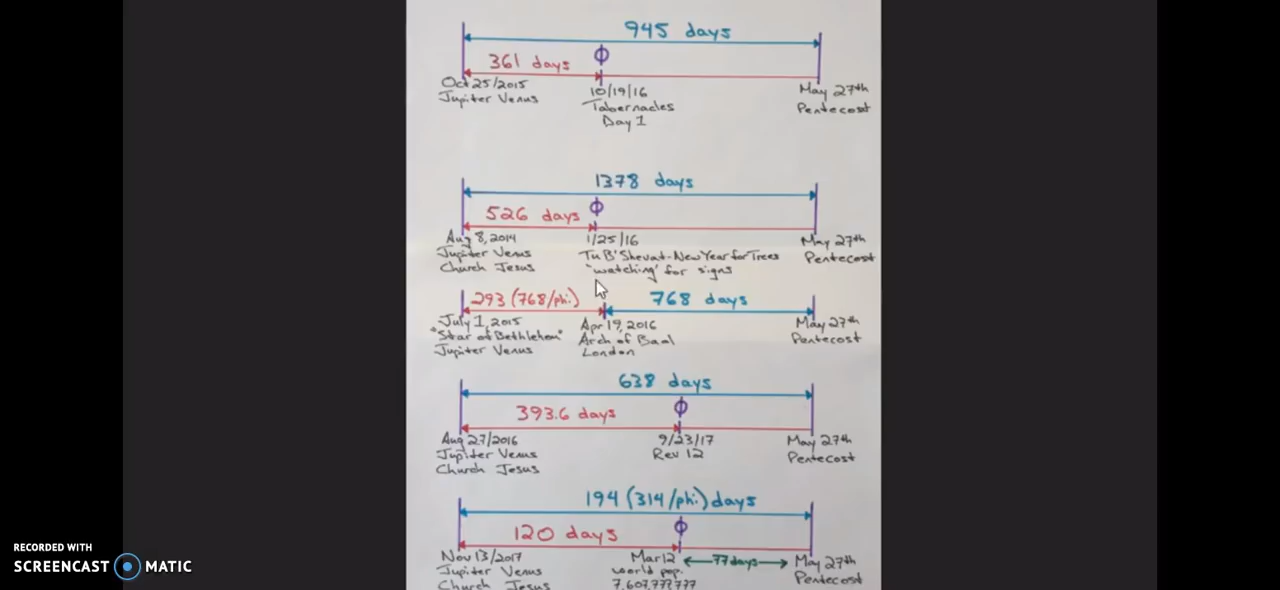 945 days
Φ
361 days
Oct 25/2015
Jupiter Venus
10/19/16
Tabernacles
Day 1
May 27th
Pentecost
1378 days
Φ
526 days
Aug 8, 2014
Jupiter Venus
Church Jesus
1/25/16
Tu B'Shevat-New Year for Trees
'watching' for signs
May 27th
Pentecost
293 (768/phi)
768 days
July 1, 2015
"Star of Bethlehem"
Jupiter Venus
Apr 19, 2016
Arch of Baal
London
May 27th
Pentecost
638 days
Φ
393.6 days
Aug 27/2016
Jupiter Venus
Church Jesus
9/23/17
Rev 12
May 27th
Pentecost
194 (314/phi) days
Φ
120 days
Nov 13/2017
Jupiter Venus
Church Jesus
Mar 12
world pop.
7.607,777,777
77 days
May 27th
Pentecost
RECORDED WITH
SCREENCAST MATIC